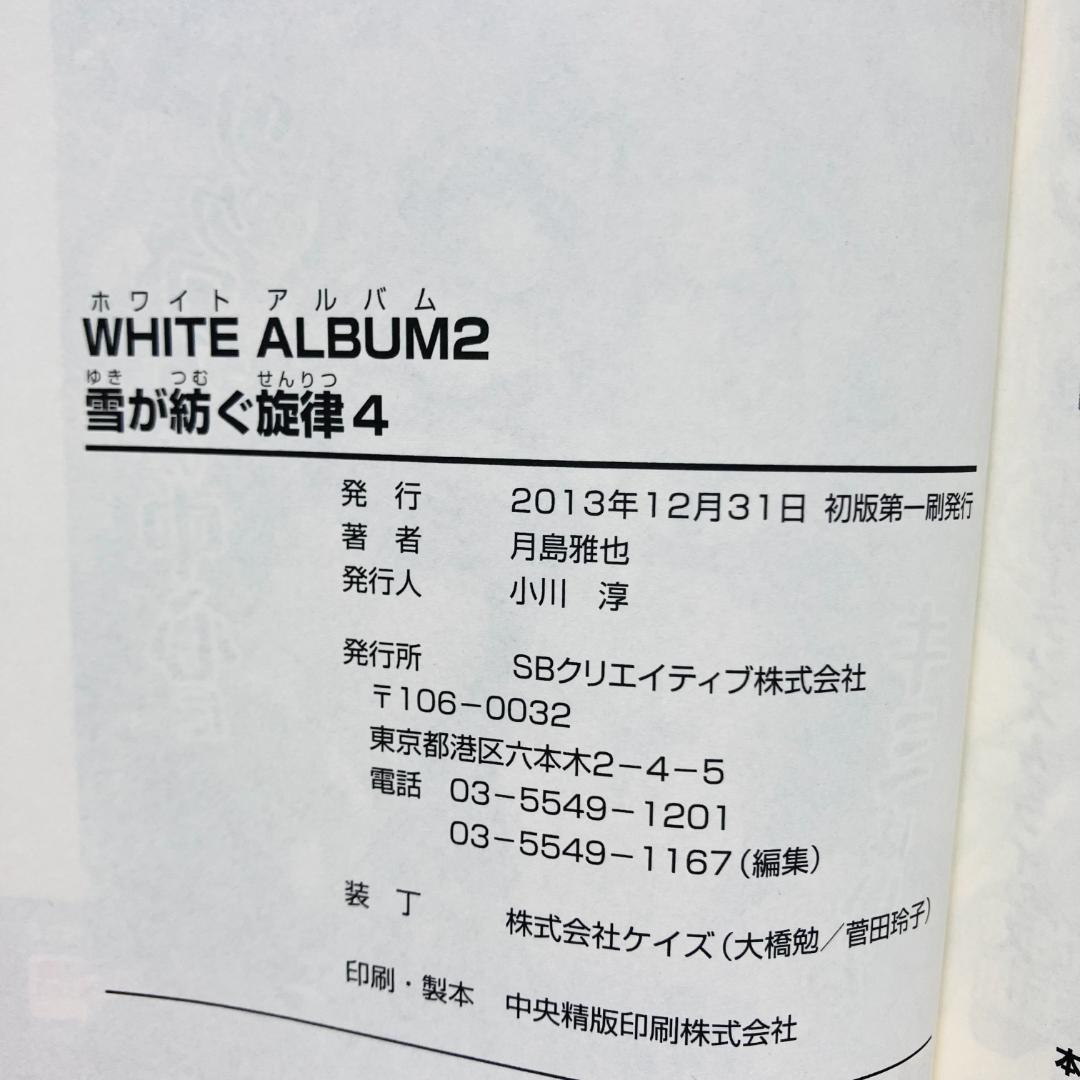 ホワイト アルバム
WHITE ALBUM2
ゆき つむ せんりつ
雪が紡ぐ旋律4
発 行 2013年12月31日 初版第一刷発行
著 者 月島雅也
発行人 小川 淳
発行所 SBクリエイティブ株式会社
〒106-0032
東京都港区六本木2-4-5
電話 03-5549-1201
03-5549-1167(編集)
装 丁 株式会社ケイズ(大橋勉/菅田玲子)
印刷・製本 中央精版印刷株式会社
本